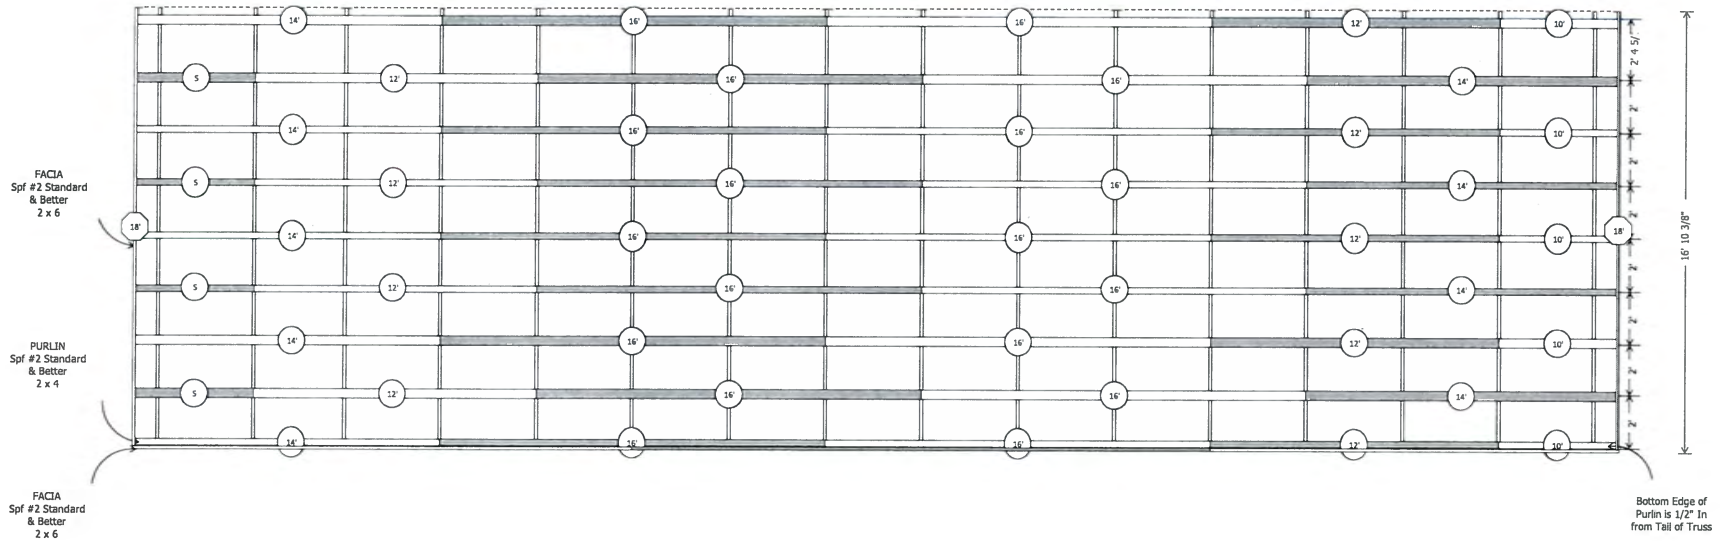 14' 16' 16' 12' 10'
2' 4 5/
5 12' 16' 16' 14'
2'
14' 16' 16' 12' 10'
2'
FACIA
Spf #2 Standard
& Better
2 x 6
5 12' 16' 16' 14'
18' 2' 18'
16' 10 3/8"
14' 16' 16' 12' 10'
2'
5 12' 16' 16' 14'
2'
PURLIN
Spf #2 Standard
& Better
2 x 4
14' 16' 16' 12' 10'
2'
5 12' 16' 16' 14'
2'
14' 16' 16' 12' 10'
2'
FACIA
Spf #2 Standard
& Better
2 x 6
Bottom Edge of
Purlin is 1/2" In
from Tail of Truss